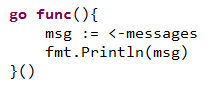 go func(){
    msg := <-messages
    fmt.Println(msg)
}()